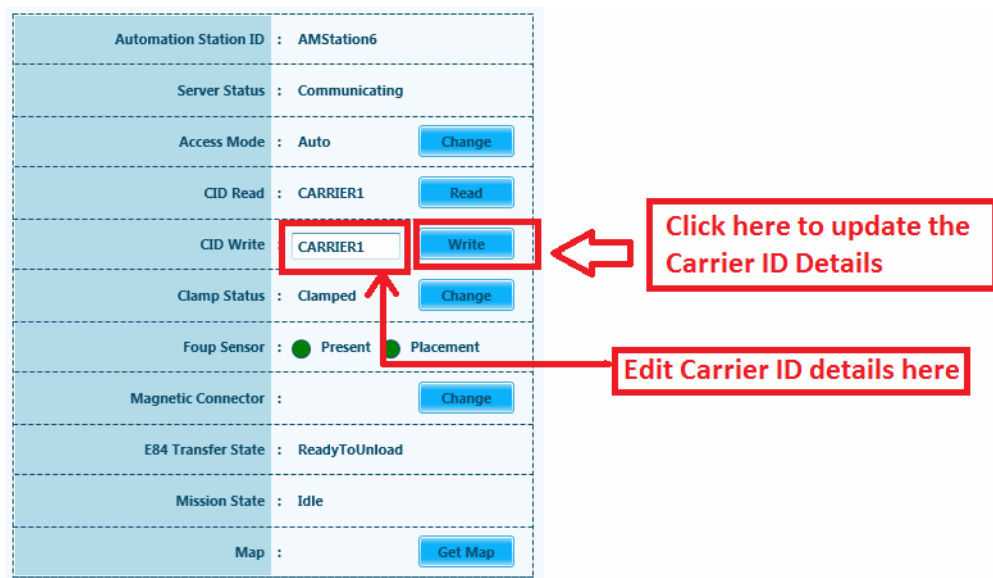 Automation Station ID : AMStation6
Server Status : Communicating
Access Mode : Auto Change
CID Read : CARRIER1 Read
CID Write : CARRIER1 Write
Click here to update the
Carrier ID Details
Clamp Status : Clamped Change
Foup Sensor : Present Placement
Edit Carrier ID details here
Magnetic Connector : Change
E84 Transfer State : ReadyToUnload
Mission State : Idle
Map : Get Map